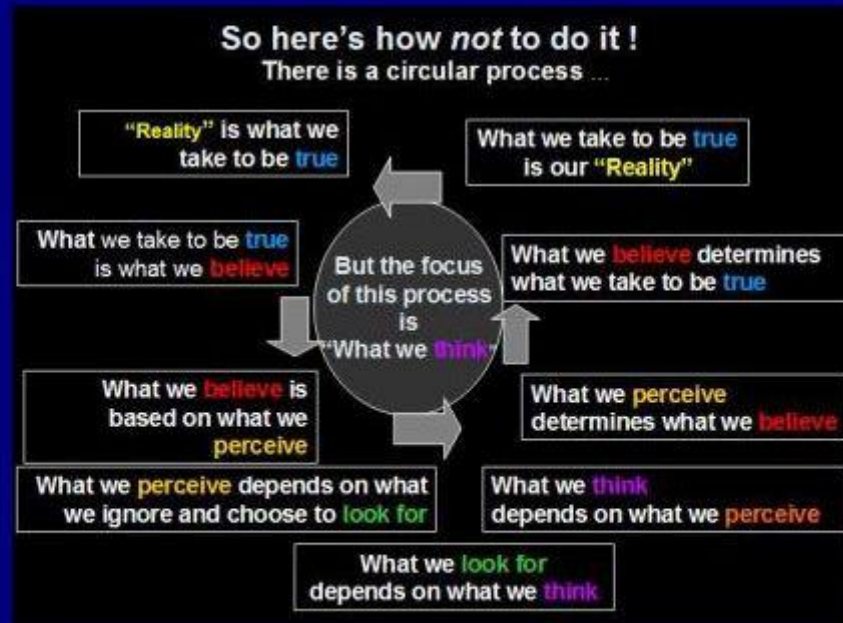 So here's how not to do it !
There is a circular process ...
"Reality" is what we
take to be true
What we take to be true
is what we believe
What we believe is
based on what we
perceive
What we perceive depends on what
we ignore and choose to look for
What we look for
depends on what we think
What we think
depends on what we perceive
What we perceive
determines what we believe
What we believe determines
what we take to be true
What we take to be true
is our "Reality"
But the focus
of this process
is
"What we think"